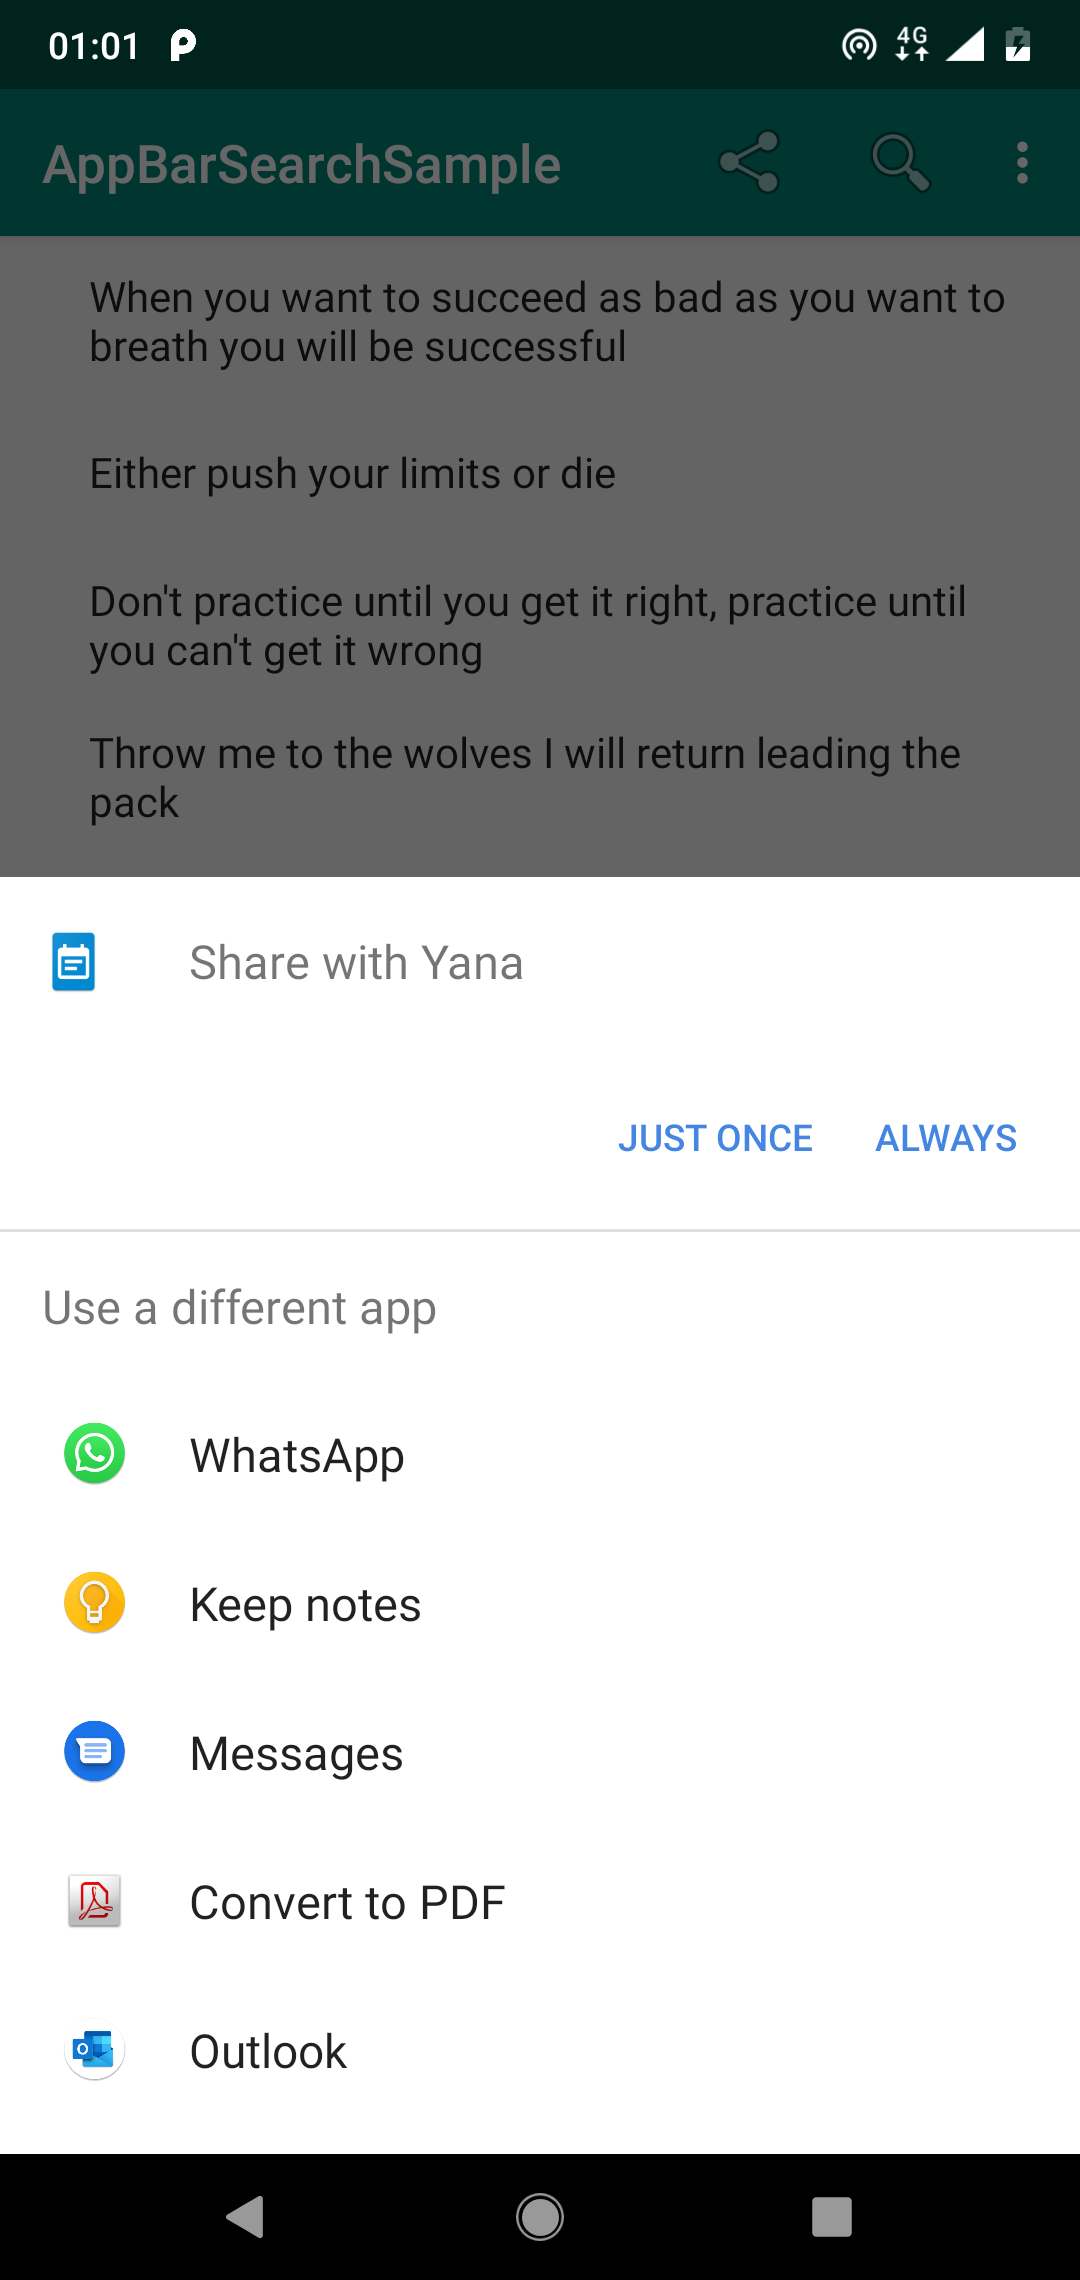 01:01
4G
AppBarSearchSample
When you want to succeed as bad as you want to
breath you will be successful
Either push your limits or die
Don't practice until you get it right, practice until
you can't get it wrong
Throw me to the wolves I will return leading the
pack
Share with Yana
JUST ONCE
ALWAYS
Use a different app
WhatsApp
Keep notes
Messages
Convert to PDF
Outlook